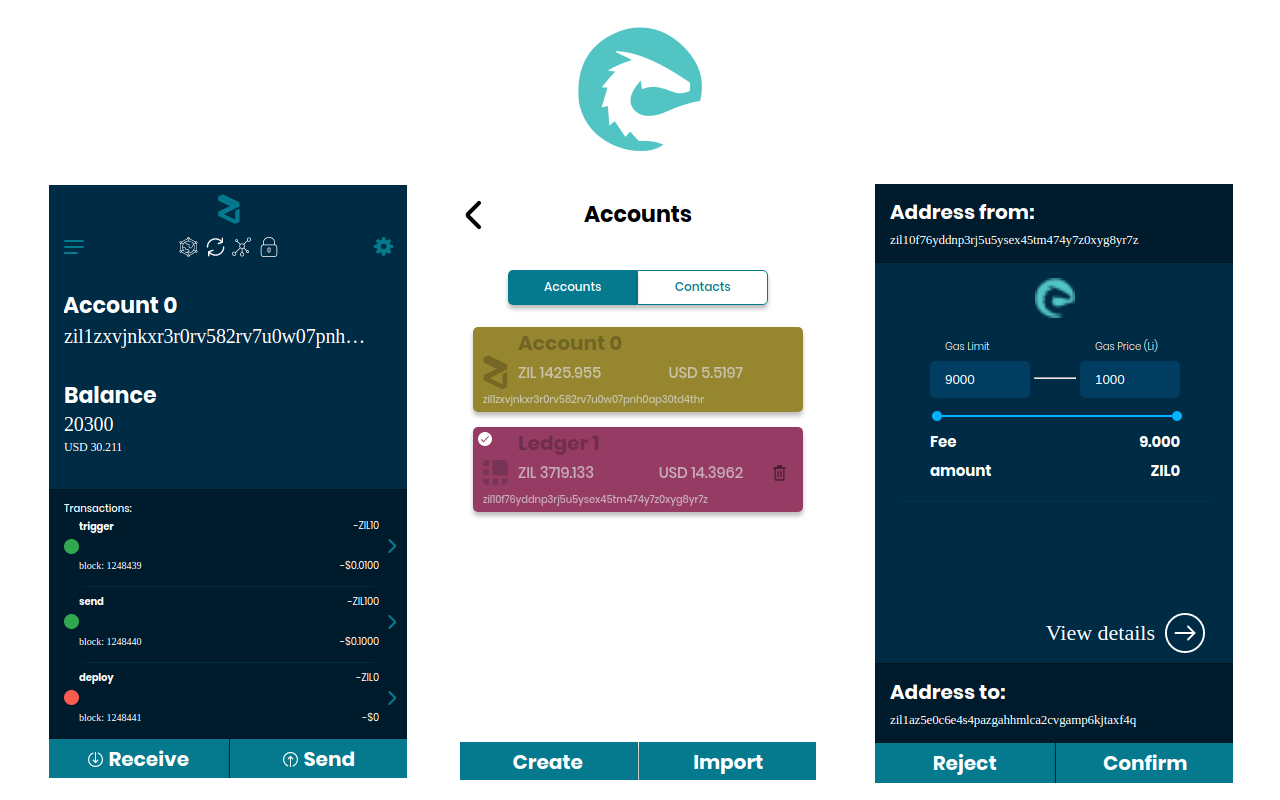 Account 0
zil1zxvjnkxr3r0rv582rv7u0w07pnh…
Balance
20300
USD 30.211
Transactions:
trigger -ZIL10
block: 1248439 -$0.0100
send -ZIL100
block: 1248440 -$0.1000
deploy -ZIL0
block: 1248441 -$0
Receive Send
Accounts
Accounts Contacts
Account 0
ZIL 1425.955 USD 5.5197
zil1zxvjnkxr3r0rv582rv7u0w07pnh0ap30td4thr
Ledger 1
ZIL 3719.133 USD 14.3962
zil10f76yddnp3rj5u5ysex45tm474y7z0xyg8yr7z
Create Import
Address from:
zil10f76yddnp3rj5u5ysex45tm474y7z0xyg8yr7z
Gas Limit Gas Price (Li)
9000 1000
Fee 9.000
amount ZIL0
View details
Address to:
zil1az5e0c6e4s4pazgahhmlca2cvgamp6kjtaxf4q
Reject Confirm